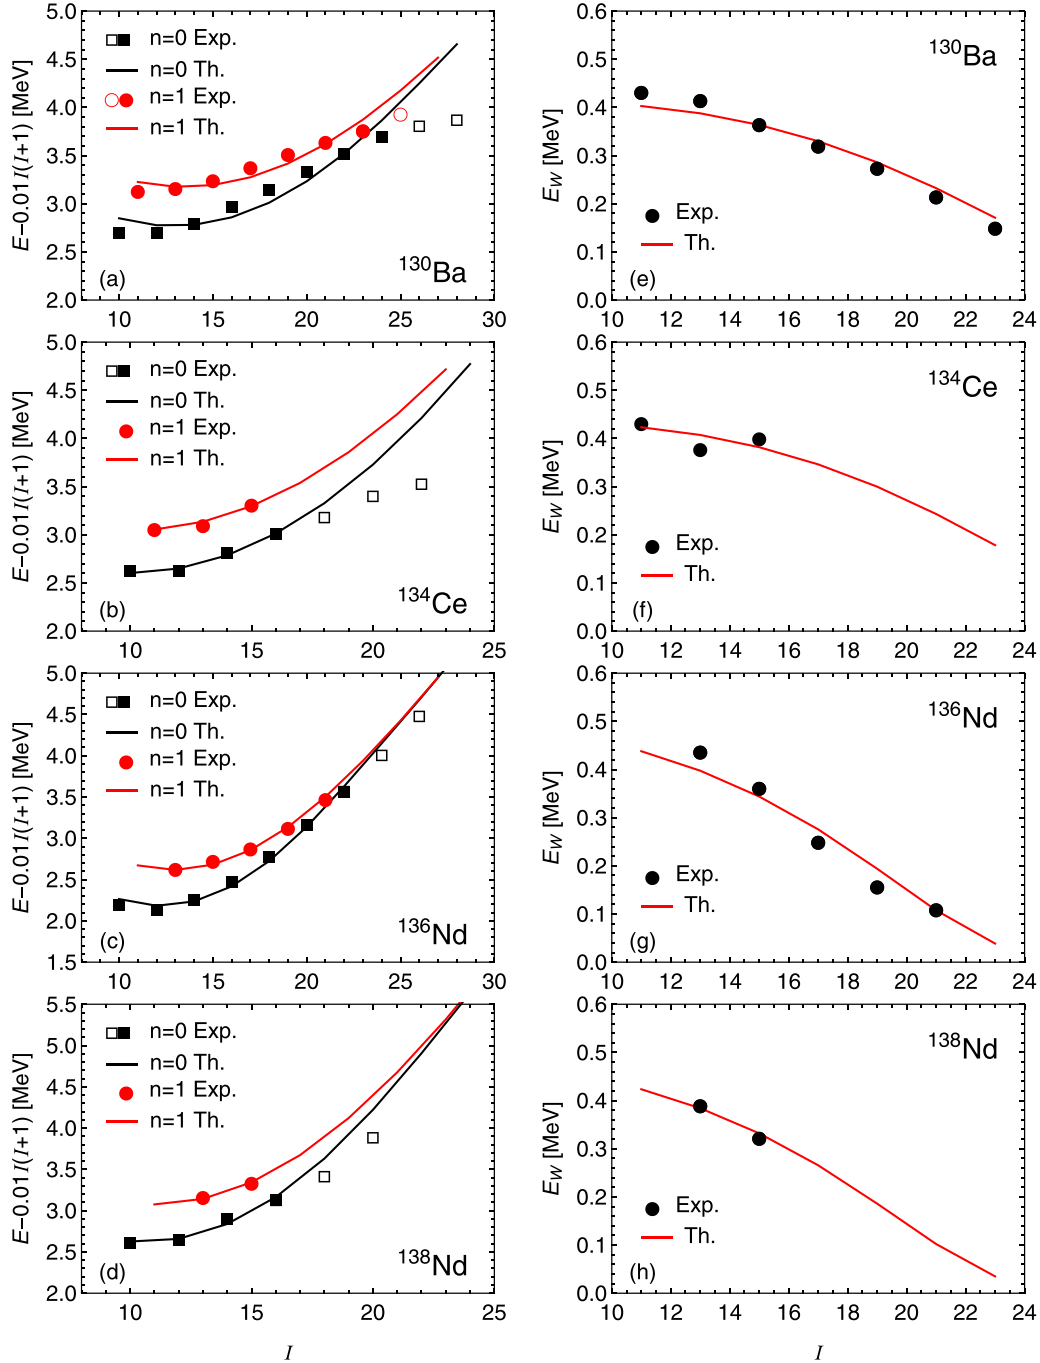 5.0
4.5
4.0
3.5
3.0
2.5
2.0
E−0.01I(I+1) [MeV]
n=0 Exp.
n=0 Th.
n=1 Exp.
n=1 Th.
(a)
¹³⁰Ba
10 15 20 25 30
0.6
0.5
0.4
0.3
0.2
0.1
0.0
E_W [MeV]
¹³⁰Ba
Exp.
Th.
(e)
10 12 14 16 18 20 22 24
5.0
4.5
4.0
3.5
3.0
2.5
2.0
E−0.01I(I+1) [MeV]
n=0 Exp.
n=0 Th.
n=1 Exp.
n=1 Th.
(b)
¹³⁴Ce
10 15 20 25
0.6
0.5
0.4
0.3
0.2
0.1
0.0
E_W [MeV]
¹³⁴Ce
Exp.
Th.
(f)
10 12 14 16 18 20 22 24
5.0
4.5
4.0
3.5
3.0
2.5
2.0
1.5
E−0.01I(I+1) [MeV]
n=0 Exp.
n=0 Th.
n=1 Exp.
n=1 Th.
(c)
¹³⁶Nd
10 15 20 25 30
0.6
0.5
0.4
0.3
0.2
0.1
0.0
E_W [MeV]
¹³⁶Nd
Exp.
Th.
(g)
10 12 14 16 18 20 22 24
5.5
5.0
4.5
4.0
3.5
3.0
2.5
2.0
E−0.01I(I+1) [MeV]
n=0 Exp.
n=0 Th.
n=1 Exp.
n=1 Th.
(d)
¹³⁸Nd
10 15 20 25
I
0.6
0.5
0.4
0.3
0.2
0.1
0.0
E_W [MeV]
¹³⁸Nd
Exp.
Th.
(h)
10 12 14 16 18 20 22 24
I